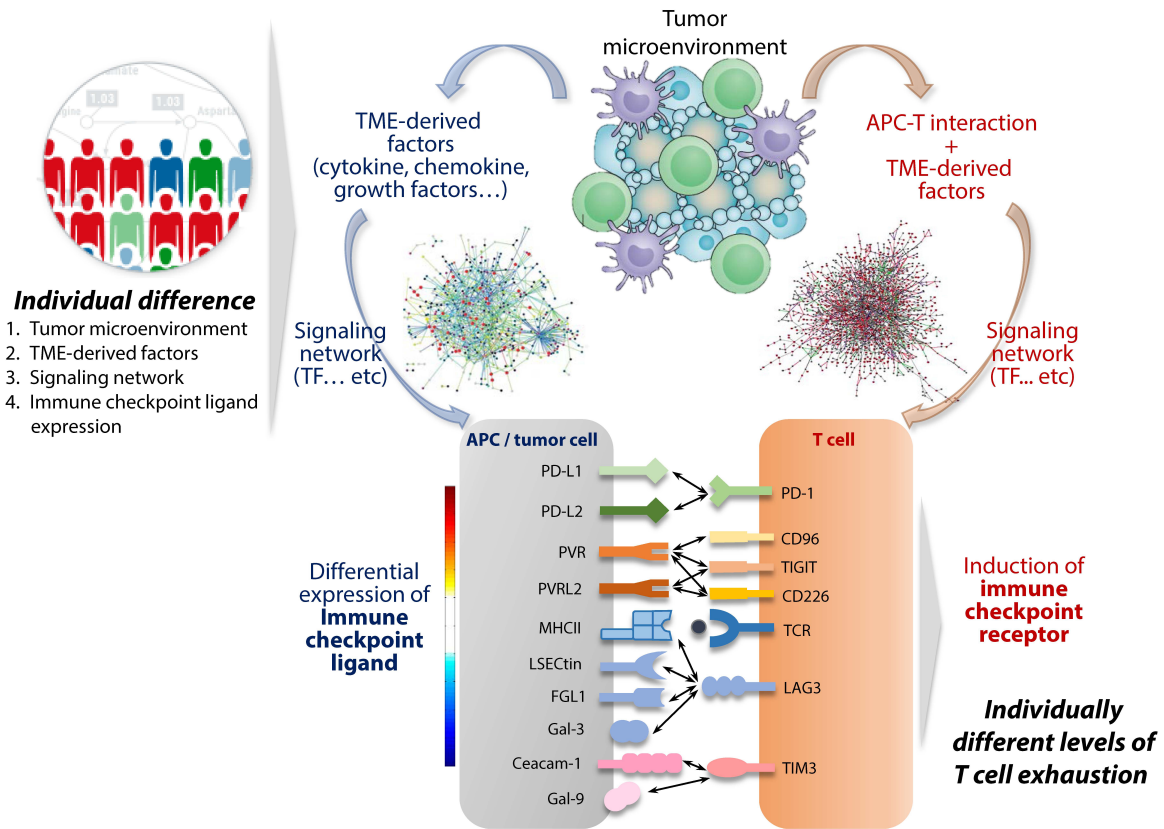 Tumor
microenvironment
1.03
1.03
TME-derived
factors
(cytokine, chemokine,
growth factors…)
APC-T interaction
+
TME-derived
factors
Individual difference
1. Tumor microenvironment
2. TME-derived factors
3. Signaling network
4. Immune checkpoint ligand
expression
Signaling
network
(TF… etc)
Signaling
network
(TF... etc)
APC / tumor cell
PD-L1
PD-L2
PVR
PVRL2
MHCII
LSECtin
FGL1
Gal-3
Ceacam-1
Gal-9
T cell
PD-1
CD96
TIGIT
CD226
TCR
LAG3
TIM3
Differential
expression of
Immune
checkpoint
ligand
Induction of
immune
checkpoint
receptor
Individually
different levels of
T cell exhaustion